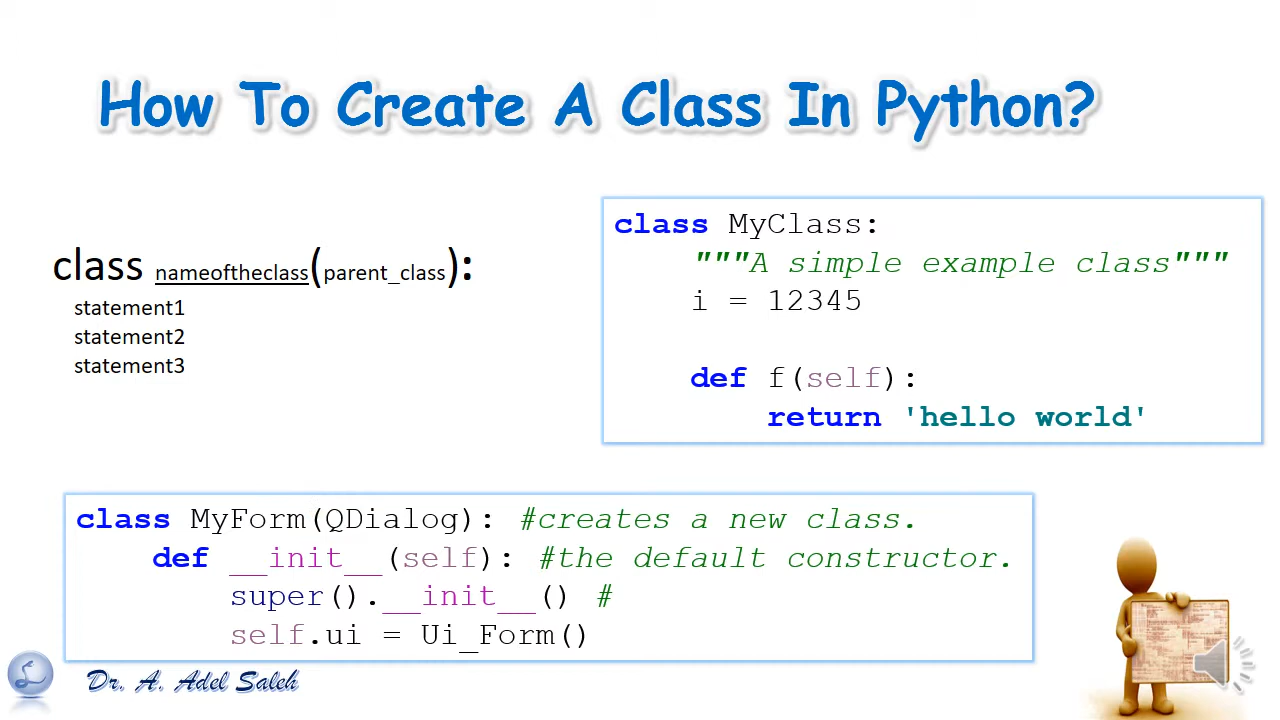 How To Create A Class In Python?
class nameoftheclass(parent_class):
statement1
statement2
statement3
class MyClass:
"""A simple example class"""
i = 12345
def f(self):
return 'hello world'
class MyForm(QDialog): #creates a new class.
def __init__(self): #the default constructor.
super().__init__() #
self.ui = Ui_Form()
Dr. A. Adel Saleh